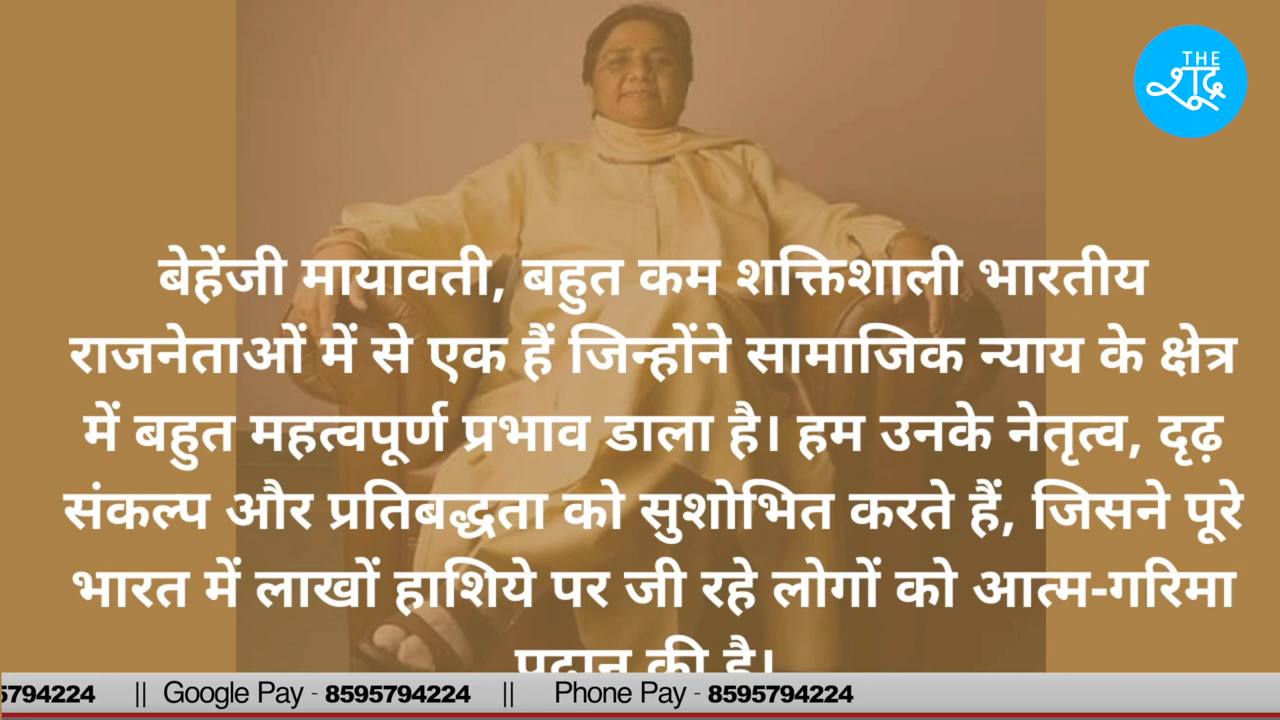 THE
शूद्र
बेहेंजी मायावती, बहुत कम शक्तिशाली भारतीय
राजनेताओं में से एक हैं जिन्होंने सामाजिक न्याय के क्षेत्र
में बहुत महत्वपूर्ण प्रभाव डाला है। हम उनके नेतृत्व, दृढ़
संकल्प और प्रतिबद्धता को सुशोभित करते हैं, जिसने पूरे
भारत में लाखों हाशिये पर जी रहे लोगों को आत्म-गरिमा
प्रदान की है।
5794224 || Google Pay - 8595794224 || Phone Pay - 8595794224